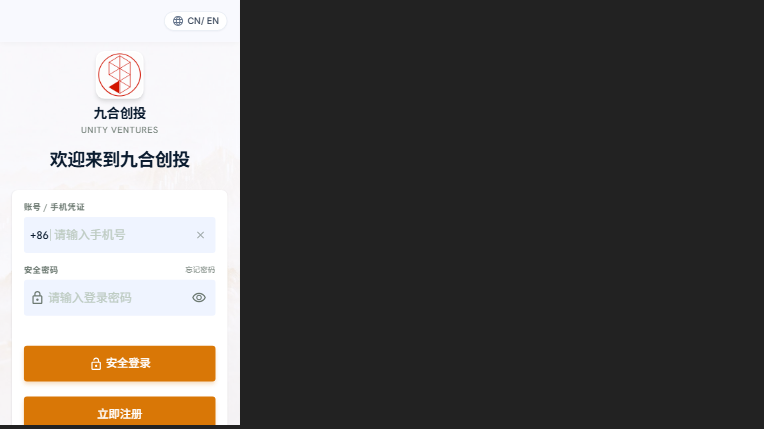 CN/ EN
九合创投
UNITY VENTURES
欢迎来到九合创投
账号 / 手机凭证
+86 请输入手机号
安全密码 忘记密码
请输入登录密码
安全登录
立即注册